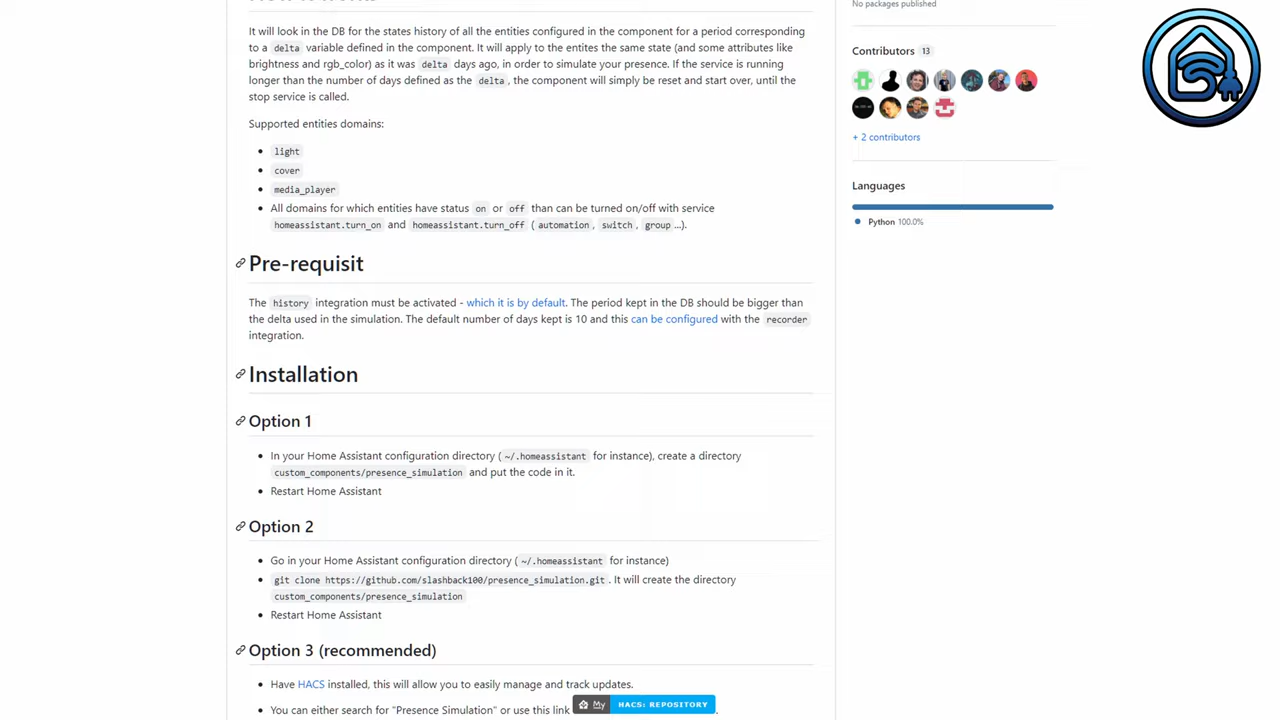 No packages published
It will look in the DB for the states history of all the entities configured in the component for a period corresponding
to a delta variable defined in the component. It will apply to the entites the same state (and some attributes like
brightness and rgb_color) as it was delta days ago, in order to simulate your presence. If the service is running
longer than the number of days defined as the delta , the component will simply be reset and start over, until the
stop service is called.
Supported entities domains:
light
cover
media_player
All domains for which entities have status on or off than can be turned on/off with service
homeassistant.turn_on and homeassistant.turn_off ( automation , switch , group ...).
Pre-requisit
The history integration must be activated - which it is by default. The period kept in the DB should be bigger than
the delta used in the simulation. The default number of days kept is 10 and this can be configured with the recorder
integration.
Installation
Option 1
In your Home Assistant configuration directory ( ~/.homeassistant for instance), create a directory
custom_components/presence_simulation and put the code in it.
Restart Home Assistant
Option 2
Go in your Home Assistant configuration directory ( ~/.homeassistant for instance)
git clone https://github.com/slashback100/presence_simulation.git . It will create the directory
custom_components/presence_simulation
Restart Home Assistant
Option 3 (recommended)
Have HACS installed, this will allow you to easily manage and track updates.
You can either search for "Presence Simulation" or use this link My HACS: REPOSITORY .
Contributors 13
+ 2 contributors
Languages
Python 100.0%